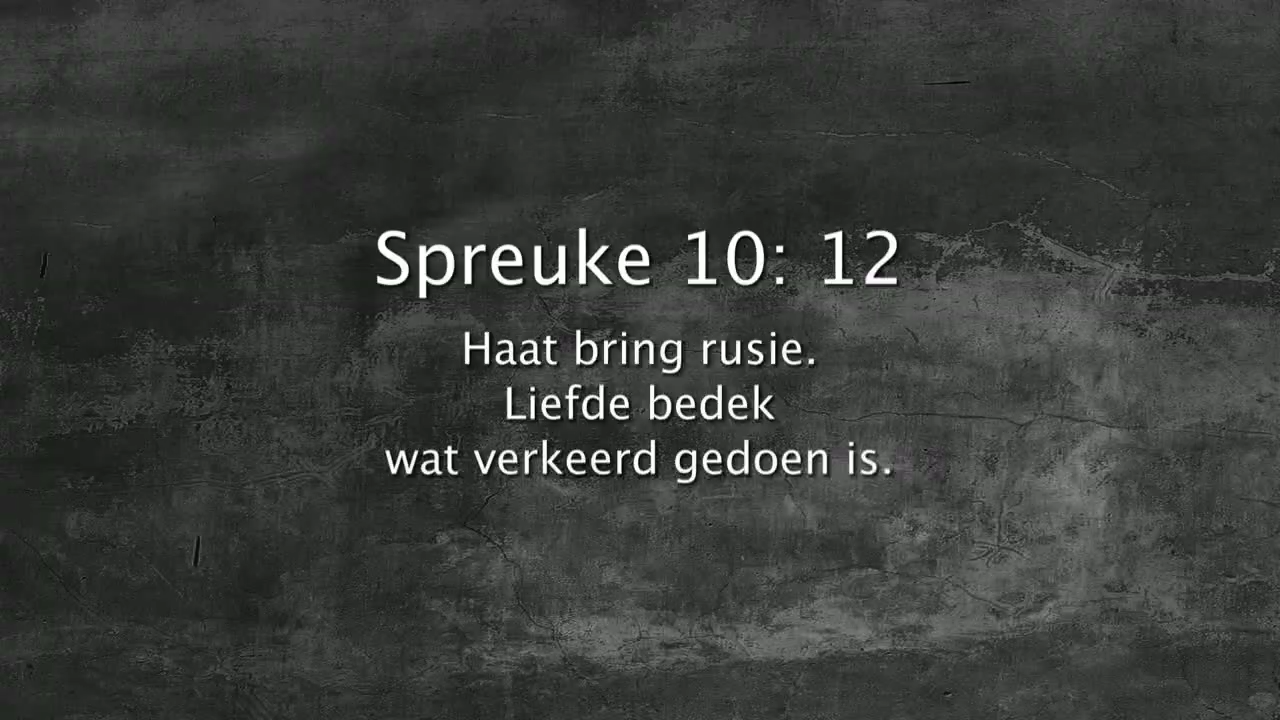 Spreuke 10: 12
Haat bring rusie.
Liefde bedek
wat verkeerd gedoen is.